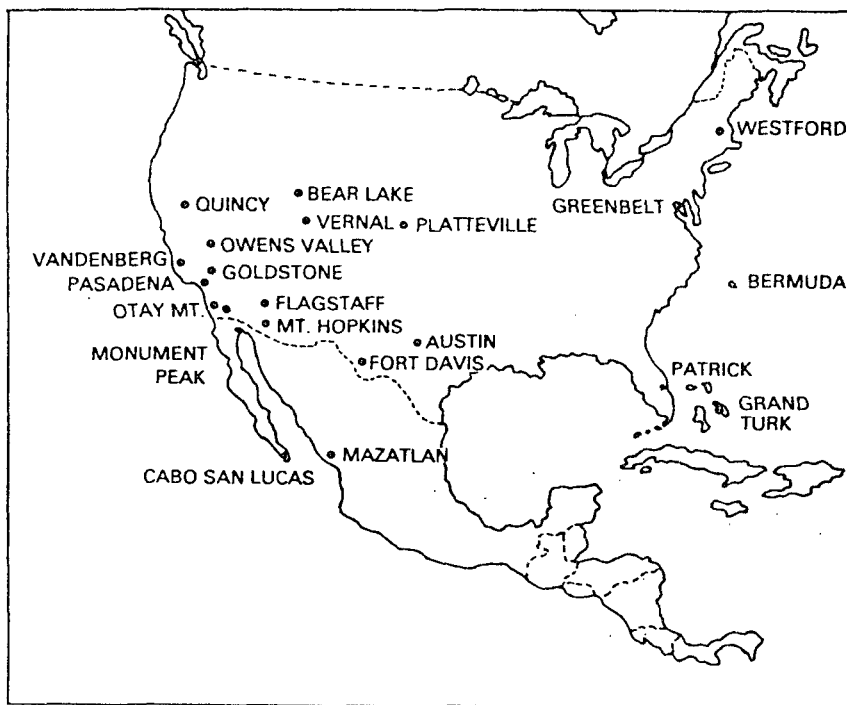 WESTFORD
BEAR LAKE
QUINCY
GREENBELT
VERNAL
PLATTEVILLE
OWENS VALLEY
VANDENBERG
GOLDSTONE
PASADENA
BERMUDA
OTAY MT.
FLAGSTAFF
MT. HOPKINS
AUSTIN
MONUMENT
PEAK
FORT DAVIS
PATRICK
GRAND
TURK
MAZATLAN
CABO SAN LUCAS